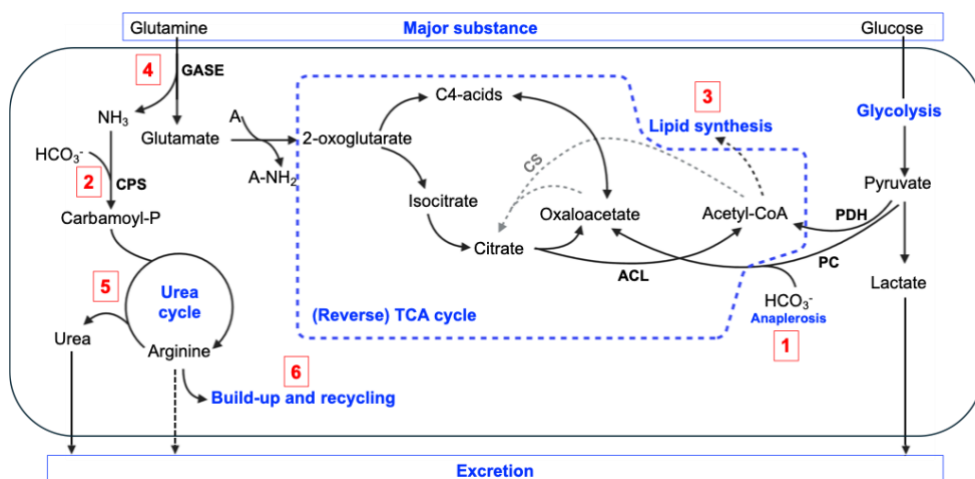 Glutamine
Major substance
Glucose
4
GASE
NH3
Glutamate
A
A-NH2
2-oxoglutarate
C4-acids
3
Lipid synthesis
Glycolysis
HCO3-
2
CPS
Carbamoyl-P
CS
Isocitrate
Citrate
Oxaloacetate
Acetyl-CoA
Pyruvate
PDH
PC
ACL
Lactate
HCO3-
Anaplerosis
1
(Reverse) TCA cycle
5
Urea
cycle
Urea
Arginine
6
Build-up and recycling
Excretion